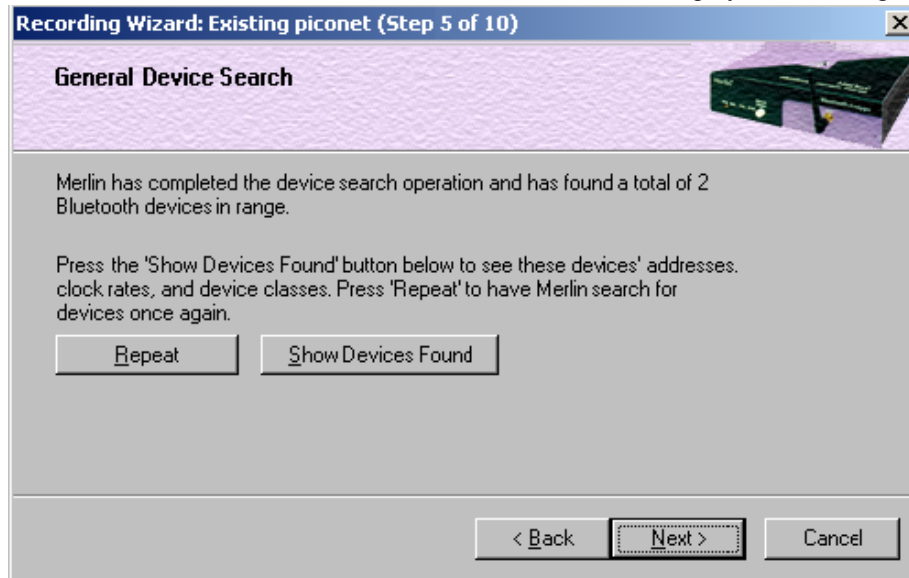 Recording Wizard: Existing piconet (Step 5 of 10)
General Device Search
Merlin has completed the device search operation and has found a total of 2
Bluetooth devices in range.
Press the 'Show Devices Found' button below to see these devices' addresses.
clock rates, and device classes. Press 'Repeat' to have Merlin search for
devices once again.
Repeat
Show Devices Found
< Back
Next >
Cancel